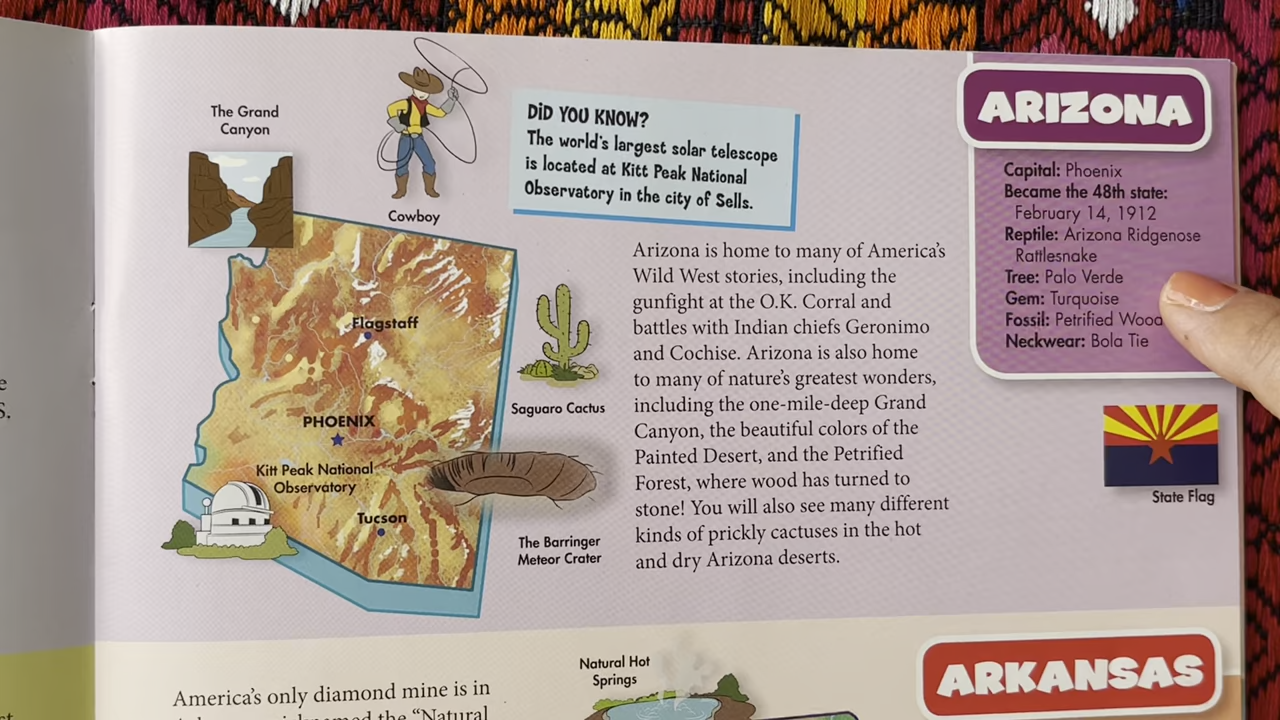 The Grand
Canyon
Cowboy
DID YOU KNOW?
The world's largest solar telescope
is located at Kitt Peak National
Observatory in the city of Sells.
ARIZONA
Capital: Phoenix
Became the 48th state:
February 14, 1912
Reptile: Arizona Ridgenose
Rattlesnake
Tree: Palo Verde
Gem: Turquoise
Fossil: Petrified Wood
Neckwear: Bola Tie
State Flag
Flagstaff
PHOENIX
Kitt Peak National
Observatory
Tucson
Saguaro Cactus
The Barringer
Meteor Crater
Arizona is home to many of America's
Wild West stories, including the
gunfight at the O.K. Corral and
battles with Indian chiefs Geronimo
and Cochise. Arizona is also home
to many of nature's greatest wonders,
including the one-mile-deep Grand
Canyon, the beautiful colors of the
Painted Desert, and the Petrified
Forest, where wood has turned to
stone! You will also see many different
kinds of prickly cactuses in the hot
and dry Arizona deserts.
ARKANSAS
Natural Hot
Springs
America's only diamond mine is in
the "Natural